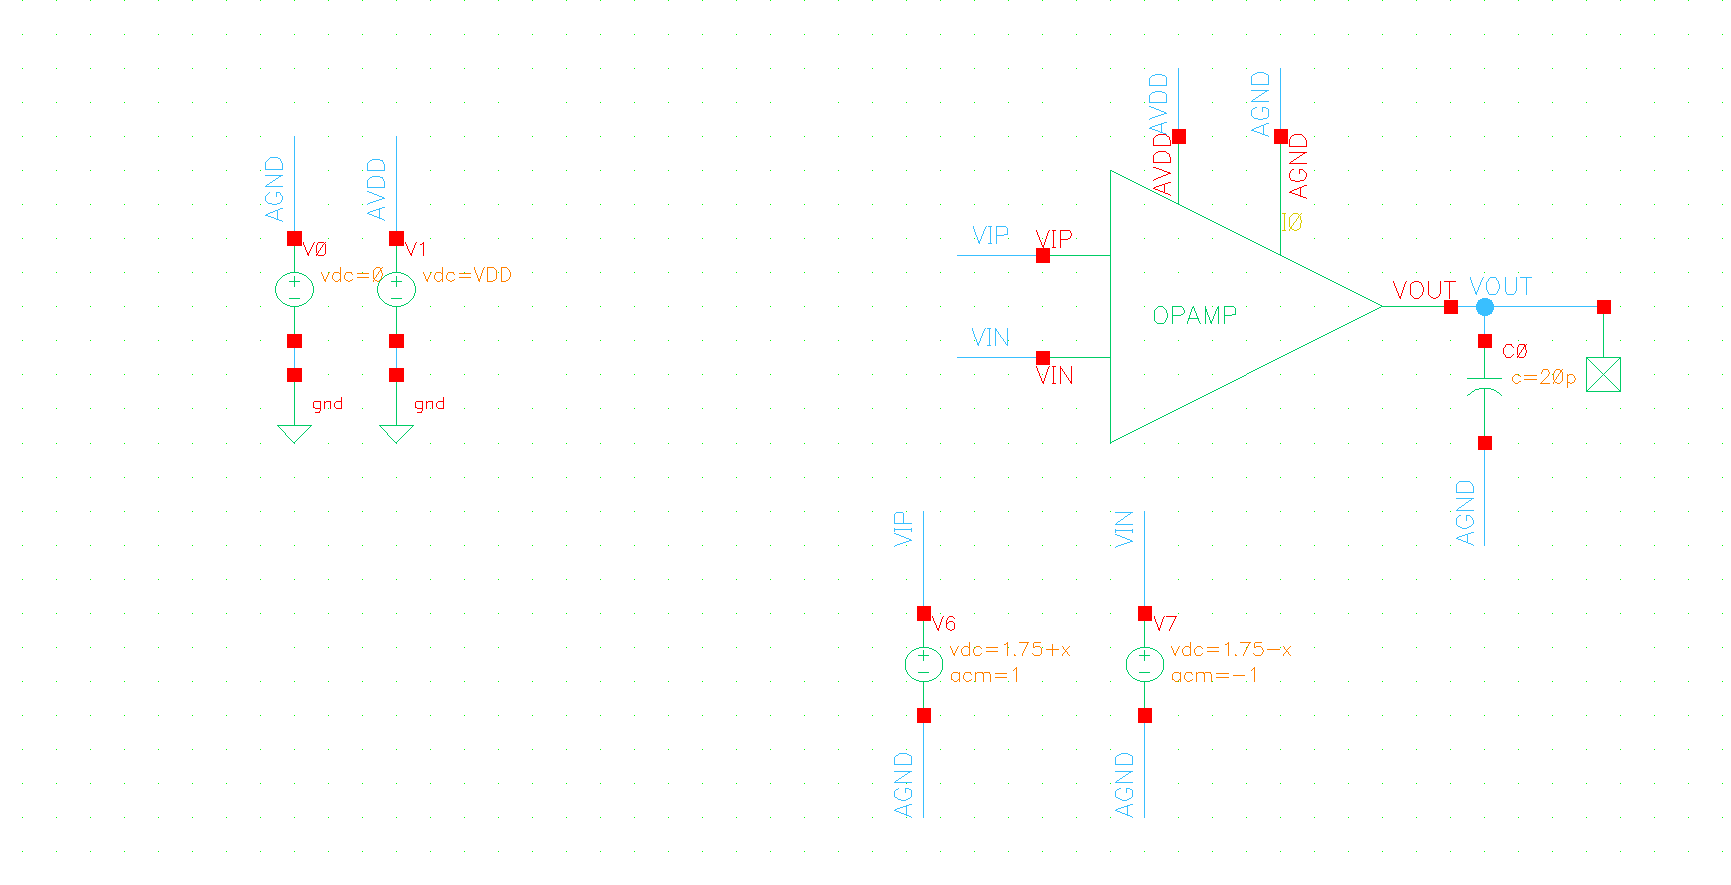 AVDD
AGND
AVDD
AGND
AGND
AVDD
V0
V1
vdc=0
vdc=VDD
gnd
gnd
I0
VIP
VIP
VIN
VIN
OPAMP
VOUT
VOUT
C0
c=20p
AGND
VIP
VIN
V6
vdc=1.75+x
acm=1
V7
vdc=1.75-x
acm=-1
AGND
AGND